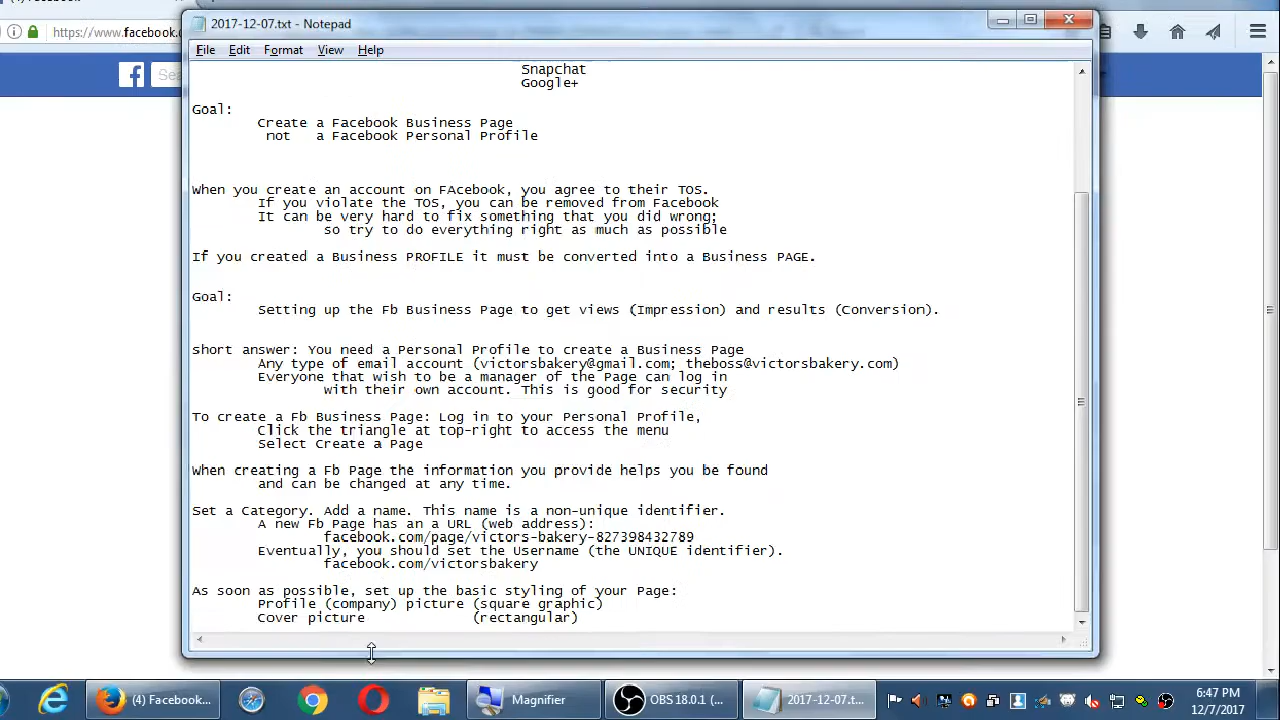 2017-12-07.txt - Notepad
https://www.facebook.c
File Edit Format View Help
Sea
Snapchat
Google+
Goal:
Create a Facebook Business Page
not a Facebook Personal Profile
When you create an account on FAcebook, you agree to their TOS.
If you violate the TOS, you can be removed from Facebook
It can be very hard to fix something that you did wrong;
so try to do everything right as much as possible
If you created a Business PROFILE it must be converted into a Business PAGE.
Goal:
Setting up the Fb Business Page to get views (Impression) and results (Conversion).
short answer: You need a Personal Profile to create a Business Page
Any type of email account (victorsbakery@gmail.com; theboss@victorsbakery.com)
Everyone that wish to be a manager of the Page can log in
with their own account. This is good for security
To create a Fb Business Page: Log in to your Personal Profile,
Click the triangle at top-right to access the menu
Select Create a Page
When creating a Fb Page the information you provide helps you be found
and can be changed at any time.
Set a Category. Add a name. This name is a non-unique identifier.
A new Fb Page has an a URL (web address):
facebook.com/page/victors-bakery-827398432789
Eventually, you should set the Username (the UNIQUE identifier).
facebook.com/victorsbakery
As soon as possible, set up the basic styling of your Page:
Profile (company) picture (square graphic)
Cover picture (rectangular)
(4) Facebook...
Magnifier
OBS 18.0.1 (...
2017-12-07.t...
6:47 PM
12/7/2017